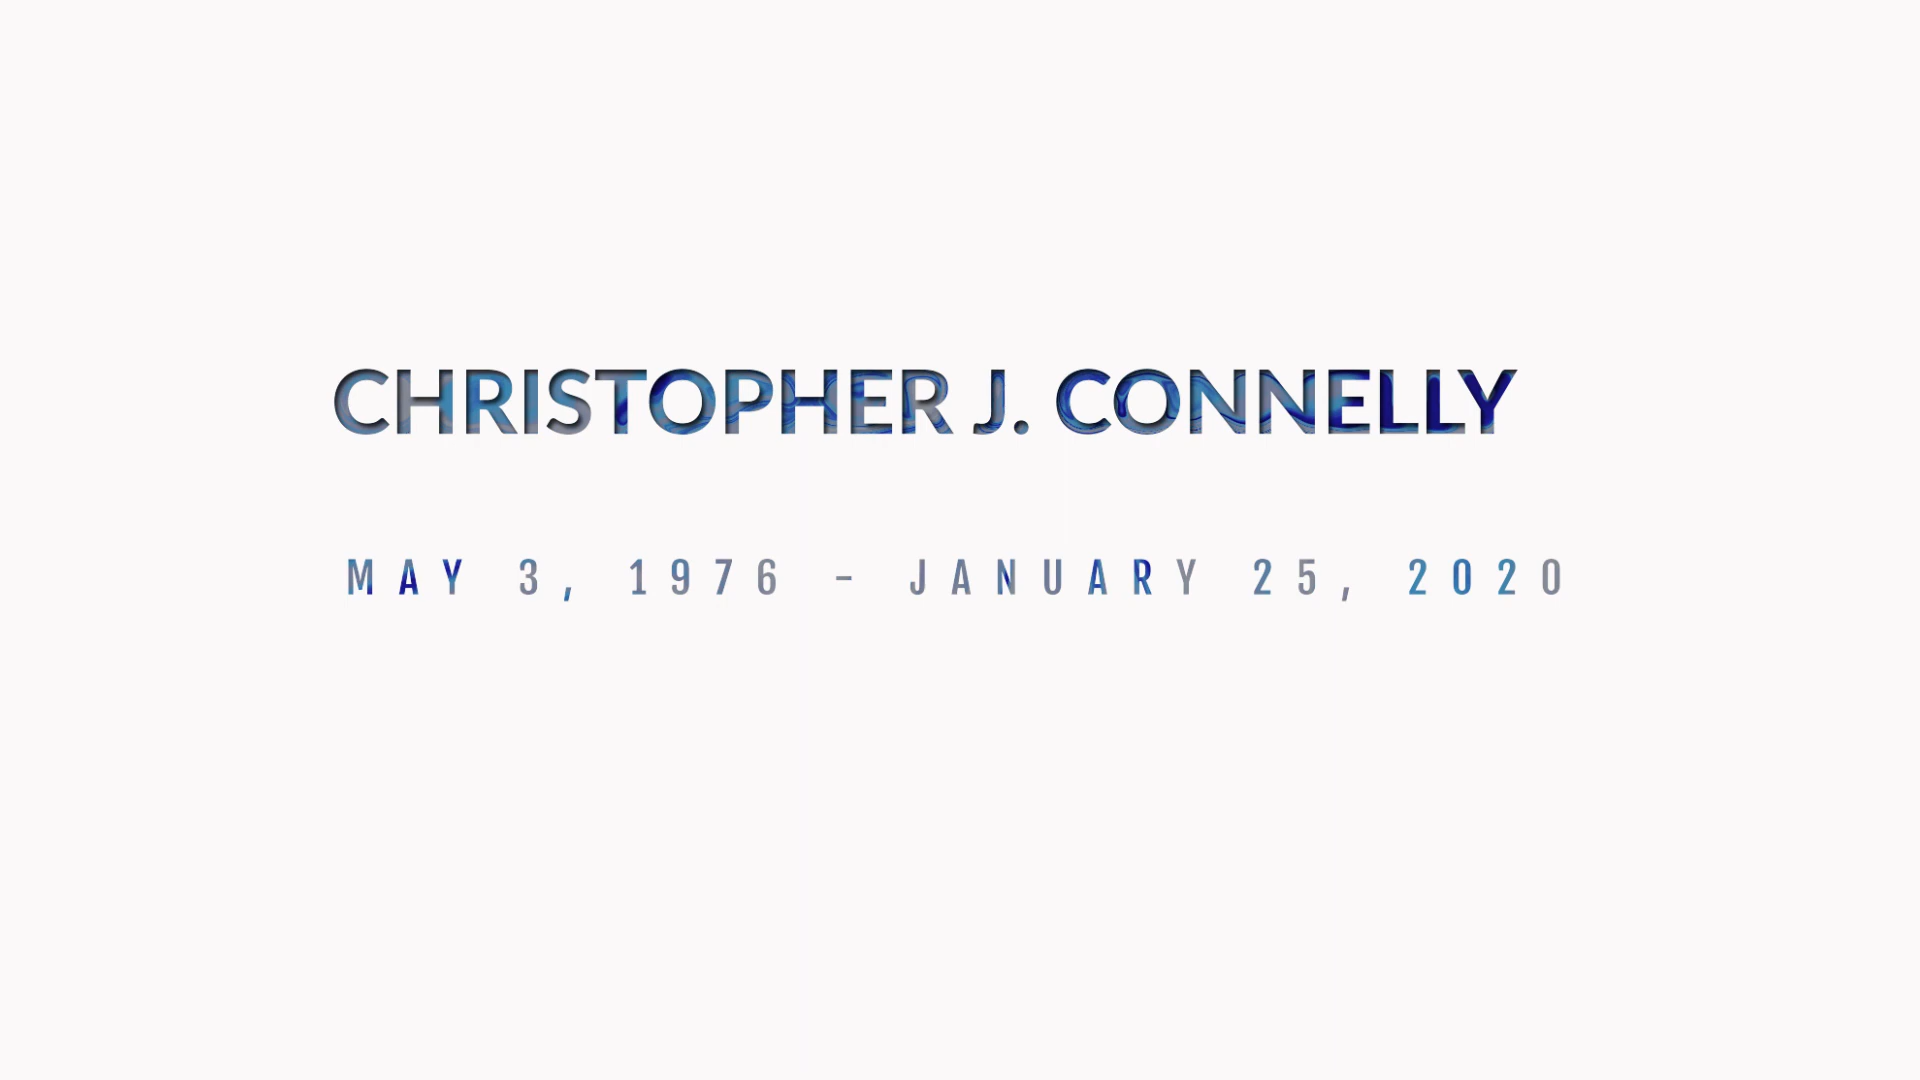 CHRISTOPHER J. CONNELLY
MAY 3, 1976 - JANUARY 25, 2020